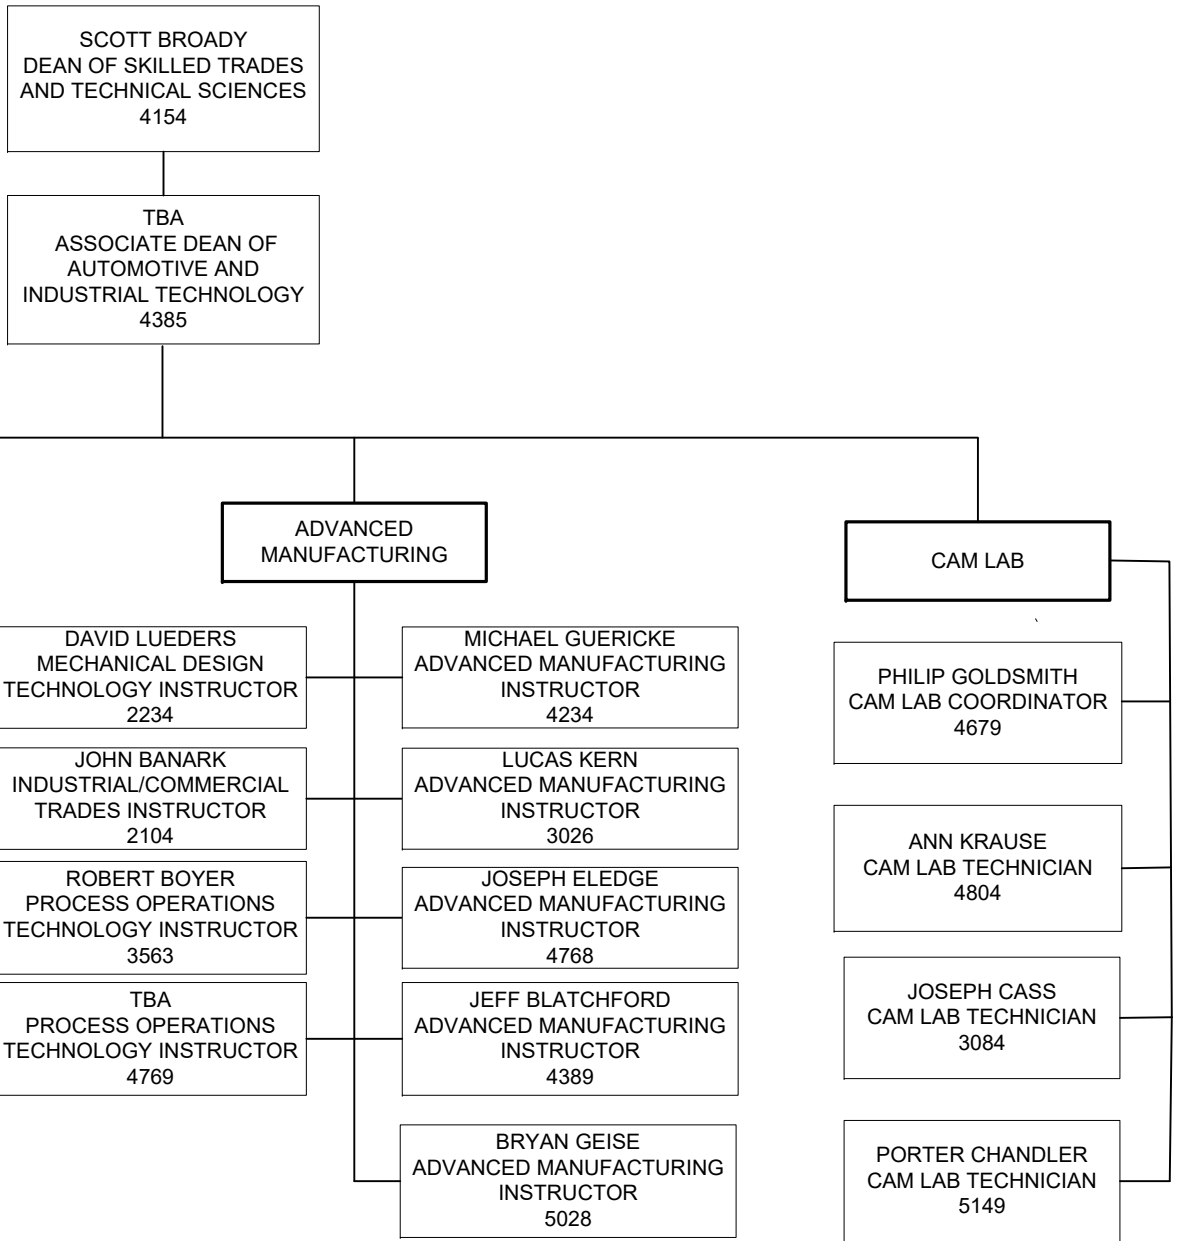 SCOTT BROADY
DEAN OF SKILLED TRADES
AND TECHNICAL SCIENCES
4154
TBA
ASSOCIATE DEAN OF
AUTOMOTIVE AND
INDUSTRIAL TECHNOLOGY
4385
ADVANCED
MANUFACTURING
DAVID LUEDERS
MECHANICAL DESIGN
TECHNOLOGY INSTRUCTOR
2234
MICHAEL GUERICKE
ADVANCED MANUFACTURING
INSTRUCTOR
4234
JOHN BANARK
INDUSTRIAL/COMMERCIAL
TRADES INSTRUCTOR
2104
LUCAS KERN
ADVANCED MANUFACTURING
INSTRUCTOR
3026
ROBERT BOYER
PROCESS OPERATIONS
TECHNOLOGY INSTRUCTOR
3563
JOSEPH ELEDGE
ADVANCED MANUFACTURING
INSTRUCTOR
4768
TBA
PROCESS OPERATIONS
TECHNOLOGY INSTRUCTOR
4769
JEFF BLATCHFORD
ADVANCED MANUFACTURING
INSTRUCTOR
4389
BRYAN GEISE
ADVANCED MANUFACTURING
INSTRUCTOR
5028
CAM LAB
PHILIP GOLDSMITH
CAM LAB COORDINATOR
4679
ANN KRAUSE
CAM LAB TECHNICIAN
4804
JOSEPH CASS
CAM LAB TECHNICIAN
3084
PORTER CHANDLER
CAM LAB TECHNICIAN
5149